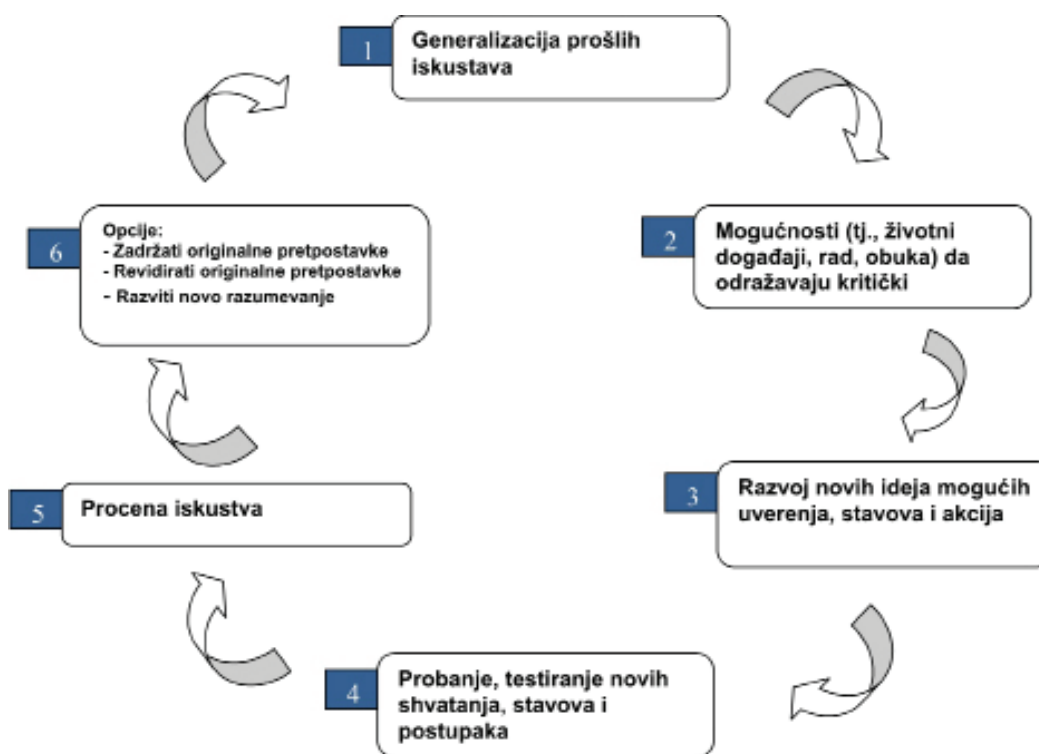 1
Generalizacija prošlih
iskustava
2
Mogućnosti (tj., životni
događaji, rad, obuka) da
odražavaju kritički
3
Razvoj novih ideja mogućih
uverenja, stavova i akcija
4
Probanje, testiranje novih
shvatanja, stavova i
postupaka
5
Procena iskustva
6
Opcije:
- Zadržati originalne pretpostavke
- Revidirati originalne pretpostavke
- Razviti novo razumevanje